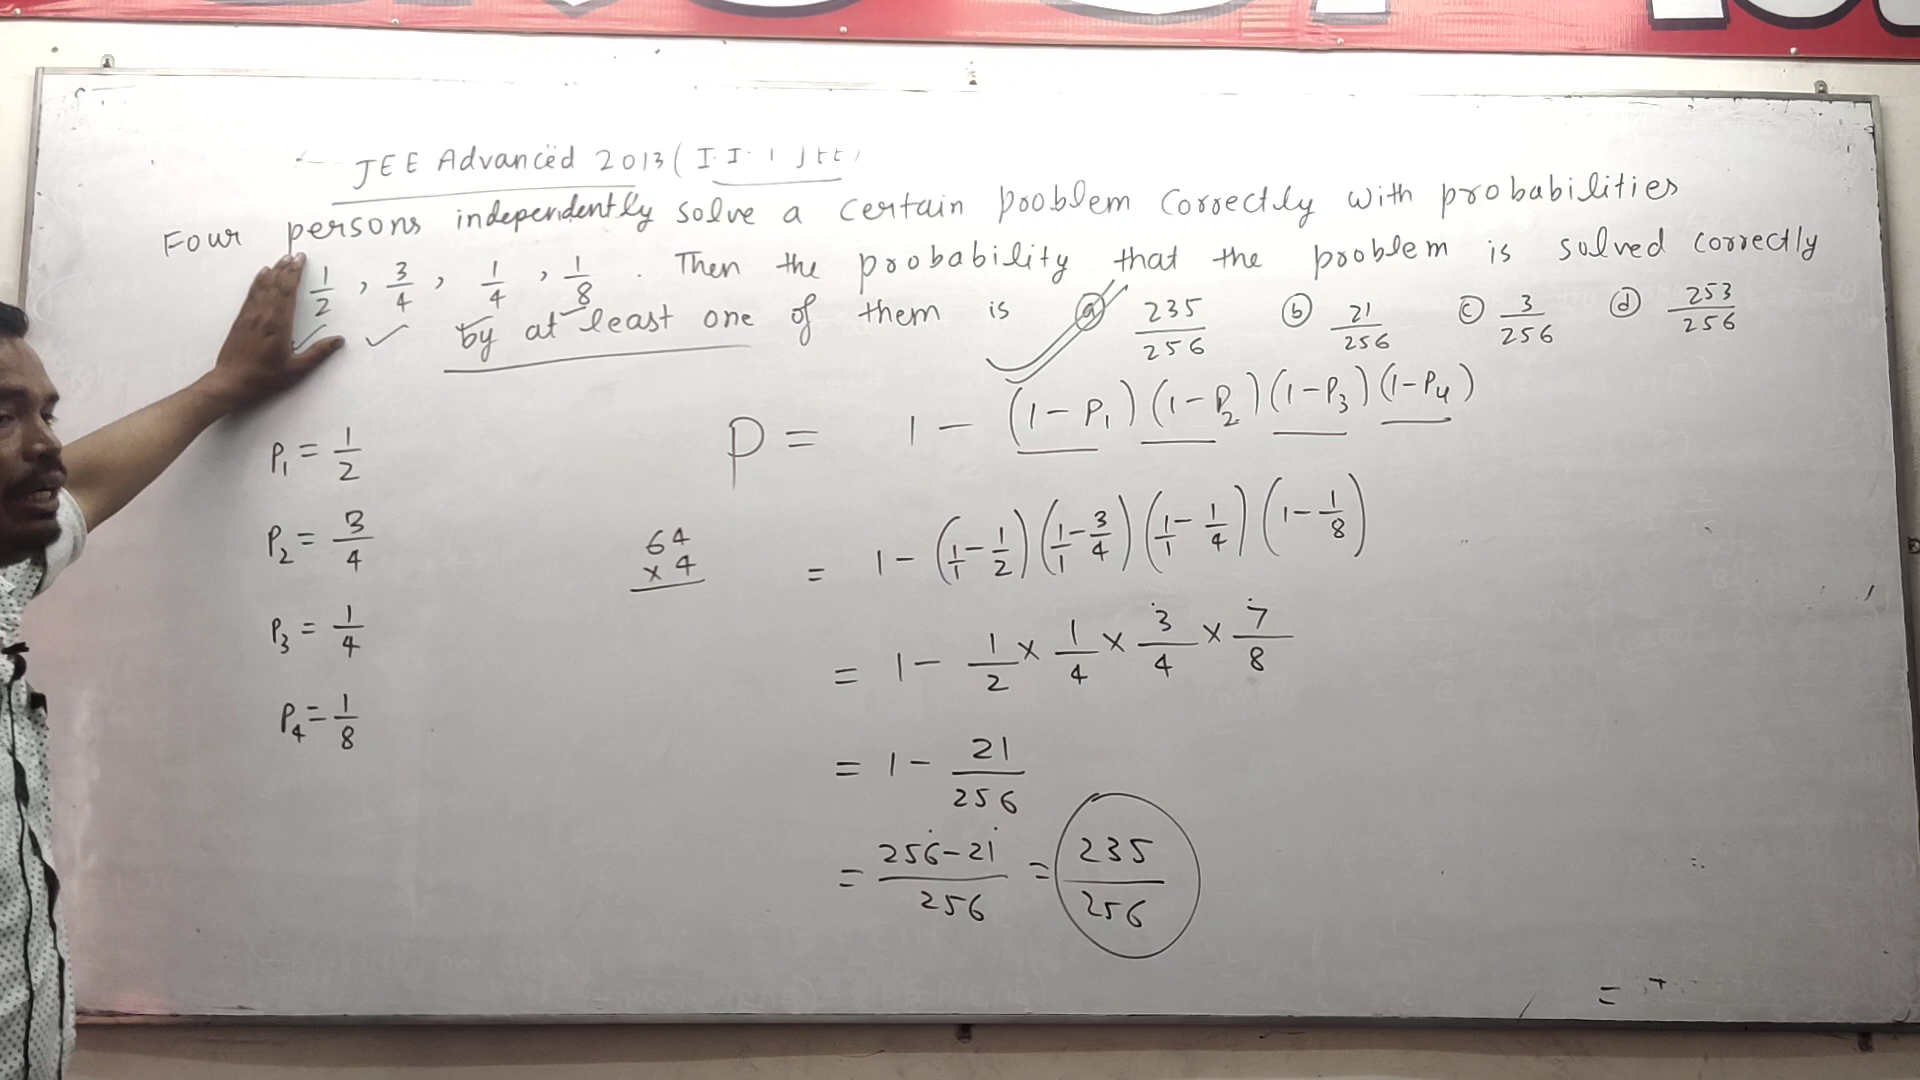 JEE Advanced 2013 (I.I.
Four persons independently solve a certain problem correctly with probabilities
1/2, 3/4, 1/4, 1/8. Then the probability that the problem is solved correctly
by at least one of them is (a) 235/256 (b) 21/256 (c) 3/256 (d) 253/256
P = 1 - (1-P₁)(1-P₂)(1-P₃)(1-P₄)
P₁ = 1/2
P₂ = 3/4
P₃ = 1/4
P₄ = 1/8
64
x 4
= 1 - (1/1 - 1/2)(1/1 - 3/4)(1/1 - 1/4)(1 - 1/8)
= 1 - 1/2 x 1/4 x 3/4 x 7/8
= 1 - 21/256
= 256-21/256 = 235/256
=